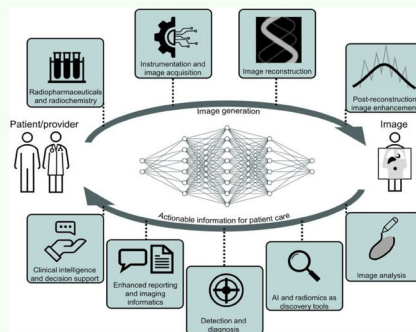 Instrumentation and
image acquisition
Image reconstruction
Radiopharmaceuticals
and radiochemistry
Post-reconstruction
image enhancement
Image generation
Patient/provider
Image
Actionable information for patient care
Clinical intelligence
and decision support
Enhanced reporting
and imaging
informatics
Detection and
diagnosis
AI and radiomics as
discovery tools
Image analysis